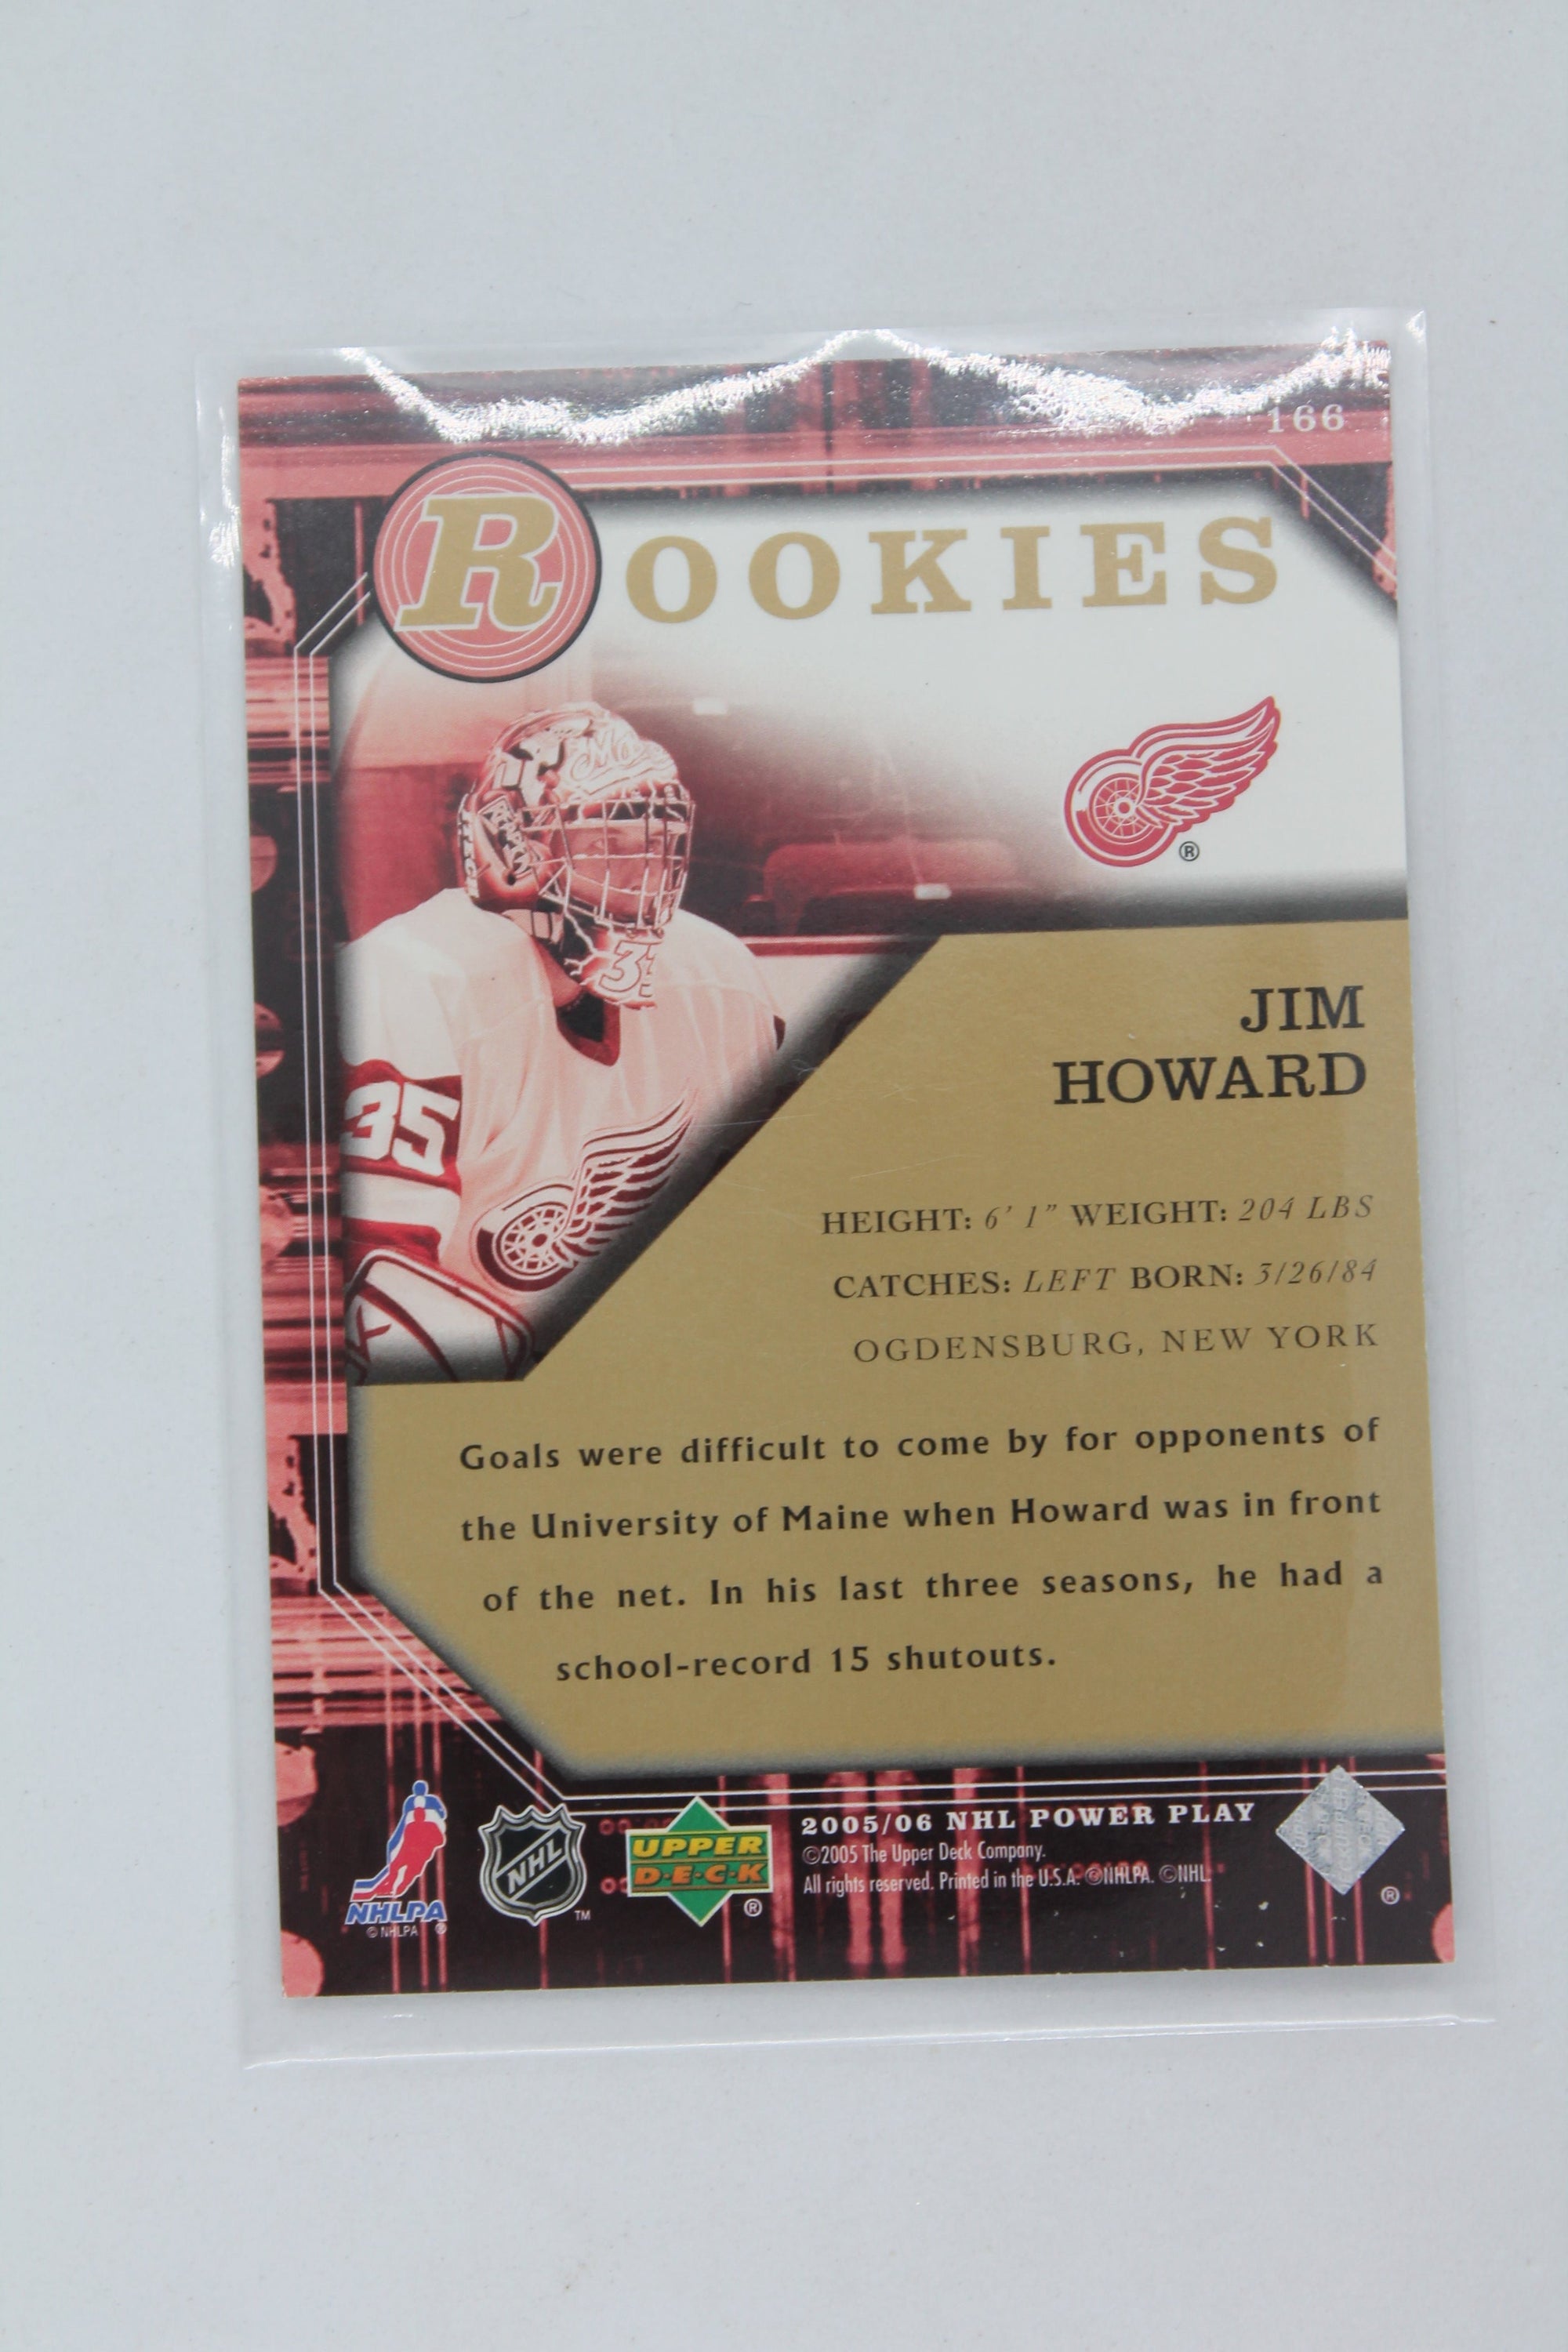 166
ROOKIES
®
35
JIM
HOWARD
HEIGHT: 6' 1" WEIGHT: 204 LBS
CATCHES: LEFT BORN: 3/26/84
OGDENSBURG, NEW YORK
Goals were difficult to come by for opponents of
the University of Maine when Howard was in front
of the net. In his last three seasons, he had a
school-record 15 shutouts.
NHLPA ®
© NHLPA
NHL ™
UPPER
D·E·C·K ®
2005/06 NHL POWER PLAY
©2005 The Upper Deck Company.
All rights reserved. Printed in the U.S.A. ©NHLPA. ©NHL.
®